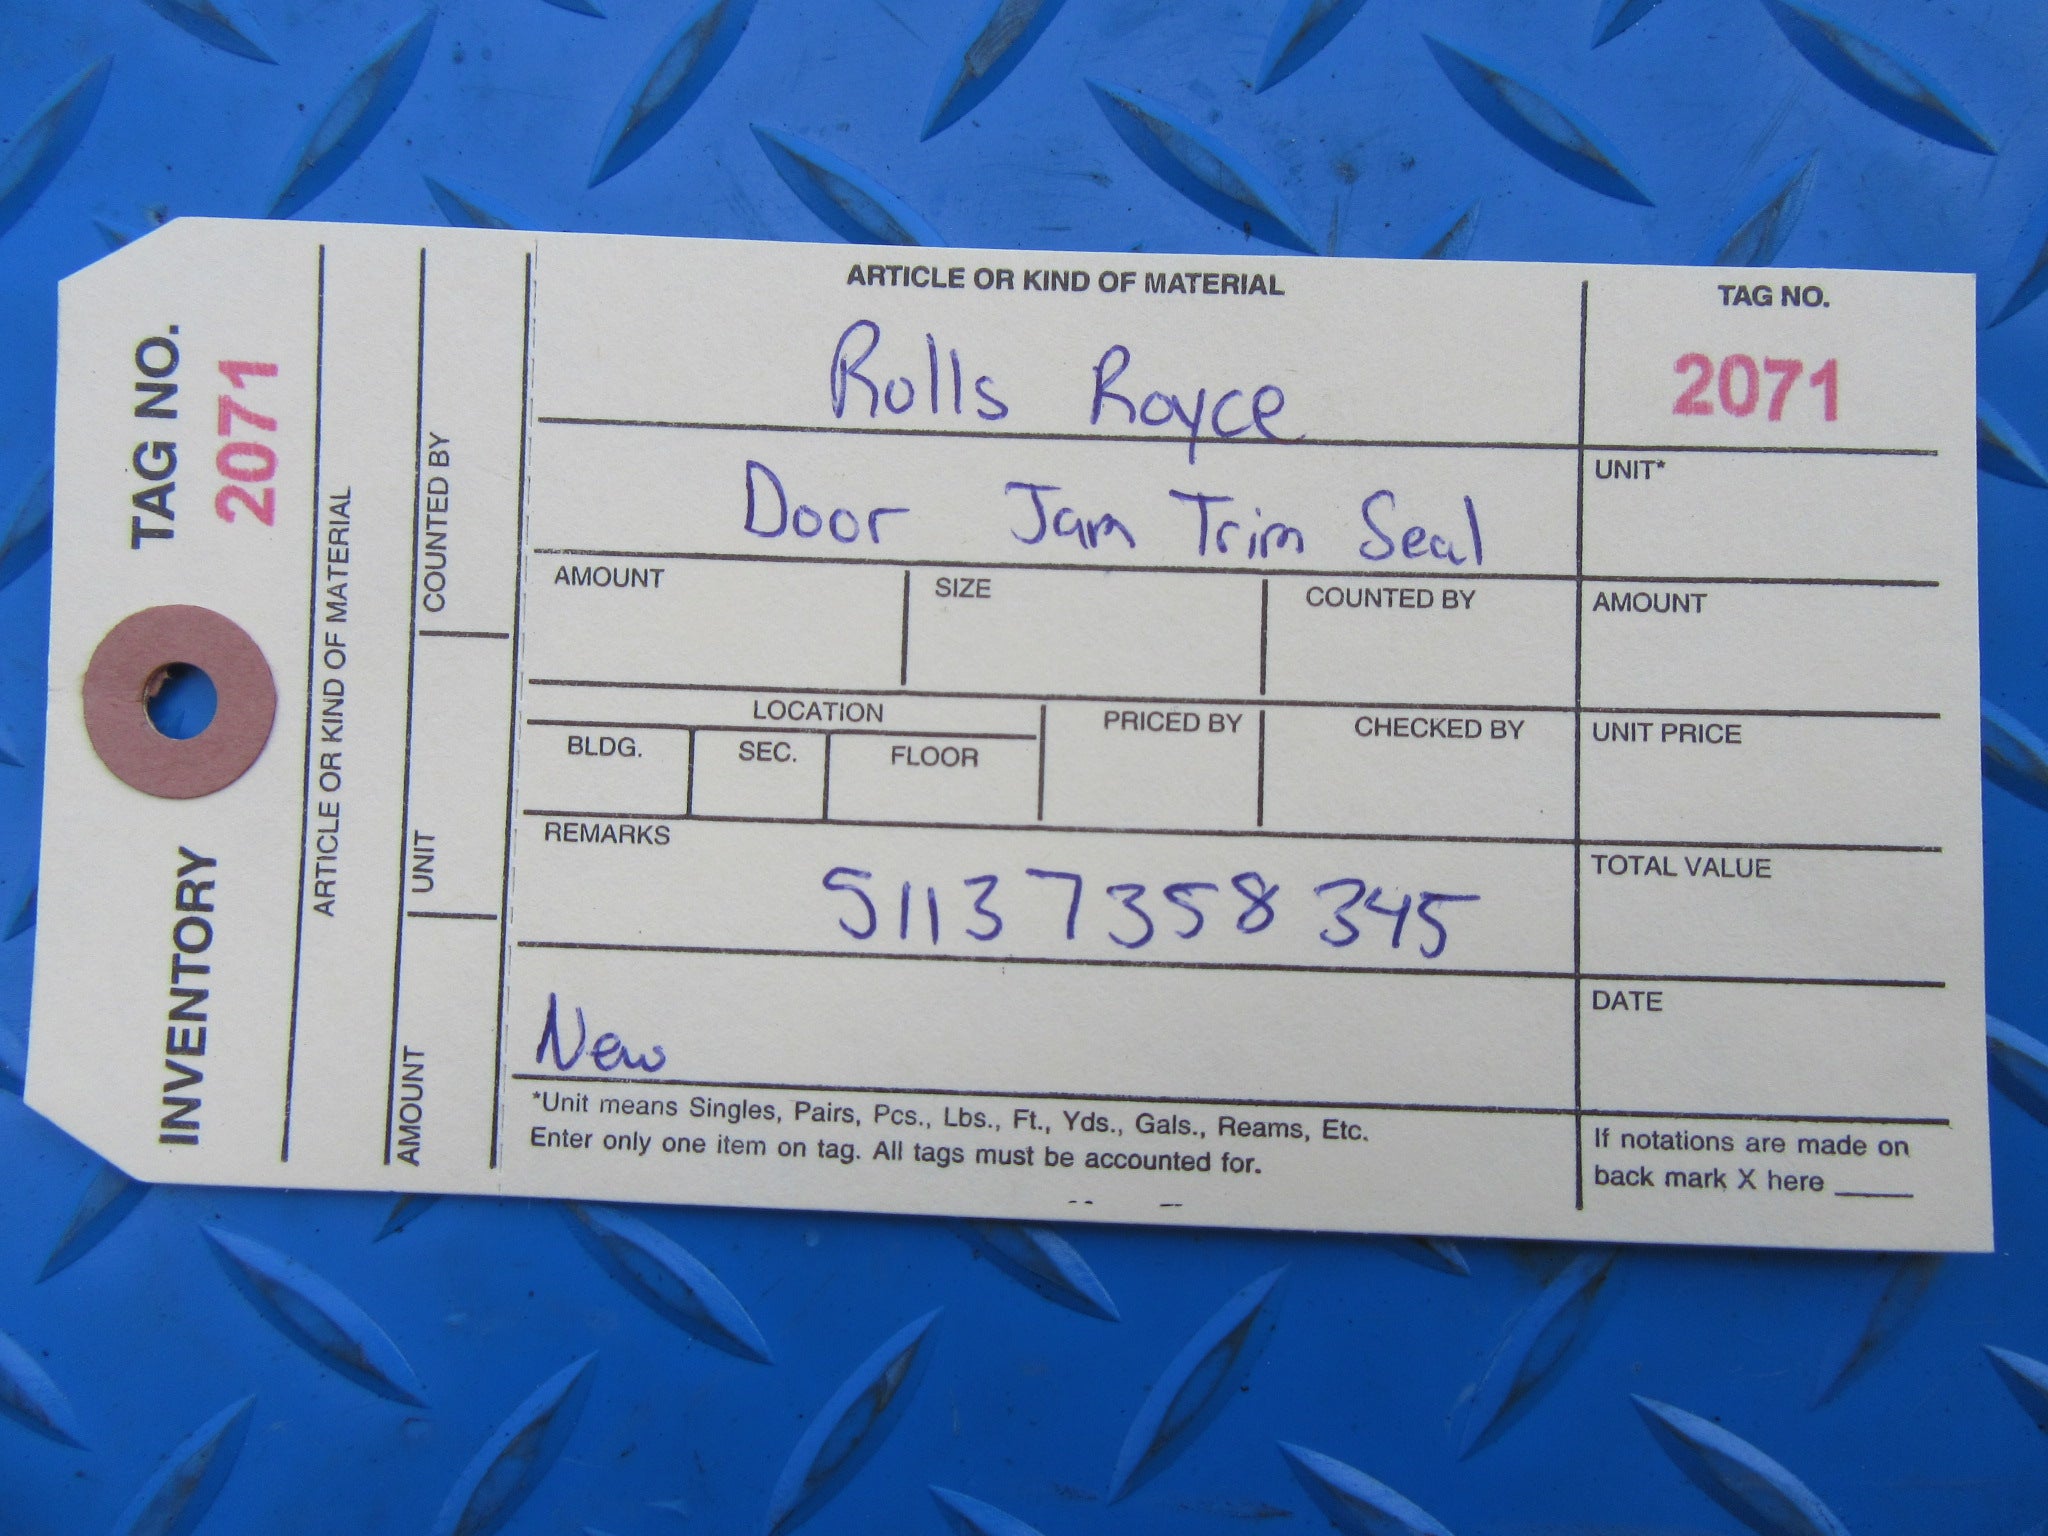 TAG NO.
2071
INVENTORY
ARTICLE OR KIND OF MATERIAL
COUNTED BY
UNIT
AMOUNT
ARTICLE OR KIND OF MATERIAL
Rolls Royce
Door Jam Trim Seal
AMOUNT SIZE COUNTED BY
LOCATION
BLDG. SEC. FLOOR
PRICED BY CHECKED BY
REMARKS
51137358345
New
*Unit means Singles, Pairs, Pcs., Lbs., Ft., Yds., Gals., Reams, Etc.
Enter only one item on tag. All tags must be accounted for.
TAG NO.
2071
UNIT*
AMOUNT
UNIT PRICE
TOTAL VALUE
DATE
If notations are made on
back mark X here _____